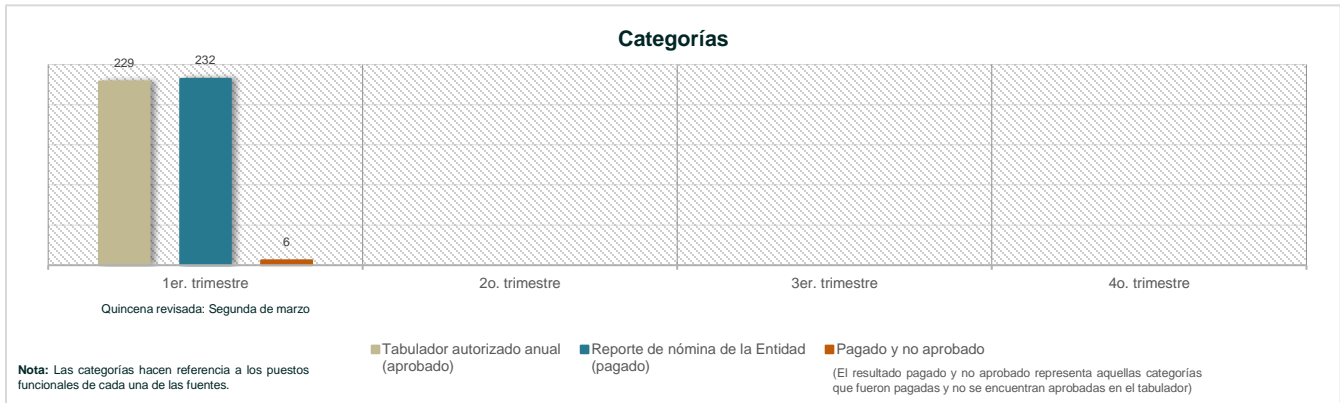 Categorías
229
232
6
1er. trimestre
2o. trimestre
3er. trimestre
4o. trimestre
Quincena revisada: Segunda de marzo
Tabulador autorizado anual
(aprobado)
Reporte de nómina de la Entidad
(pagado)
Pagado y no aprobado
(El resultado pagado y no aprobado representa aquellas categorías
que fueron pagadas y no se encuentran aprobadas en el tabulador)
Nota: Las categorías hacen referencia a los puestos
funcionales de cada una de las fuentes.